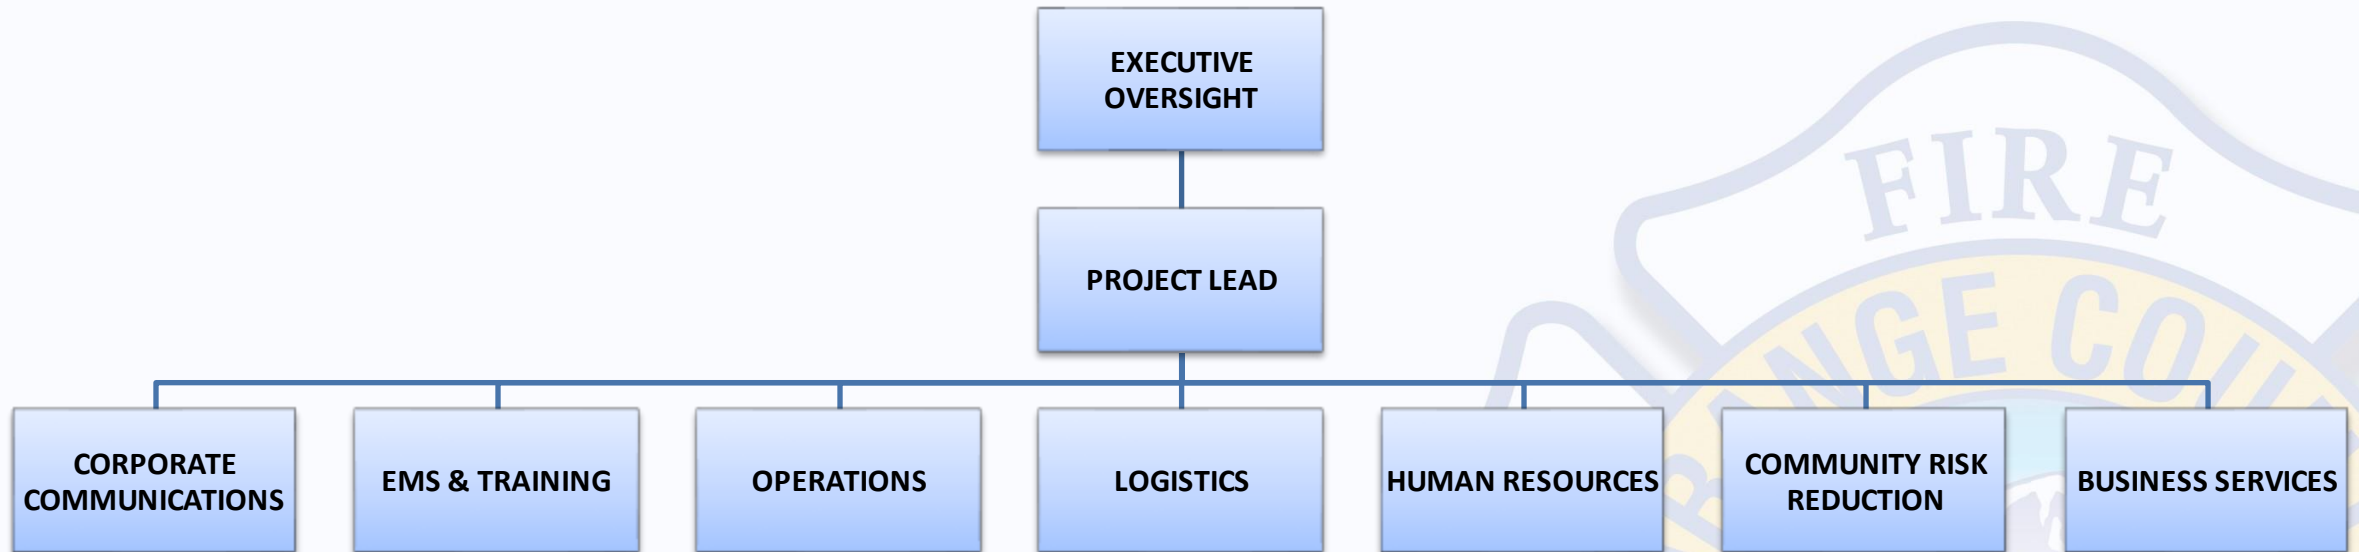 EXECUTIVE
OVERSIGHT
FIRE
PROJECT LEAD
CORPORATE
COMMUNICATIONS
EMS & TRAINING
OPERATIONS
LOGISTICS
HUMAN RESOURCES
COMMUNITY RISK
REDUCTION
BUSINESS SERVICES